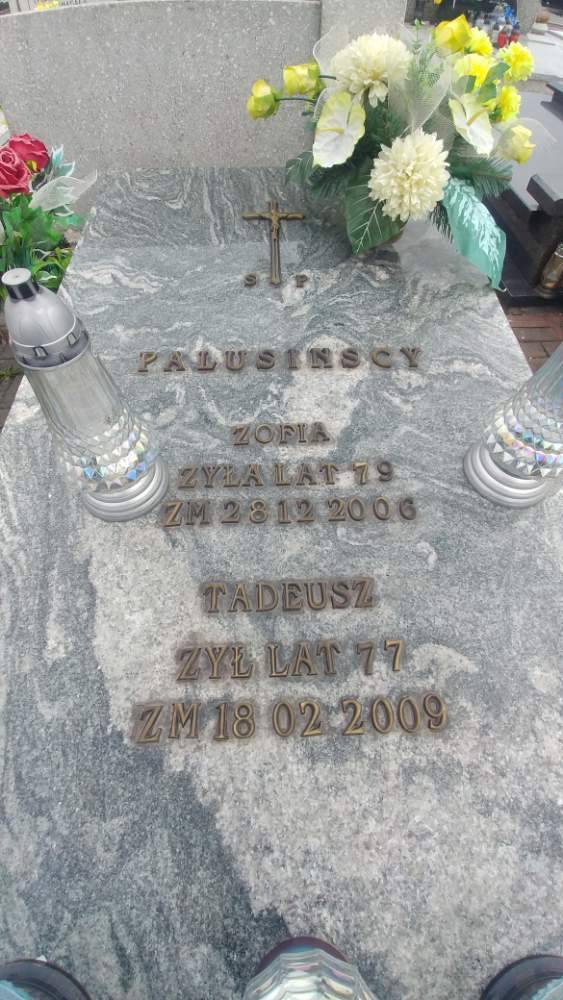 S P
PALUSIŃSCY
ZOFIA
ŻYŁA LAT 79
ZM 28 12 2006
TADEUSZ
ŻYŁ LAT 77
ZM 18 02 2009